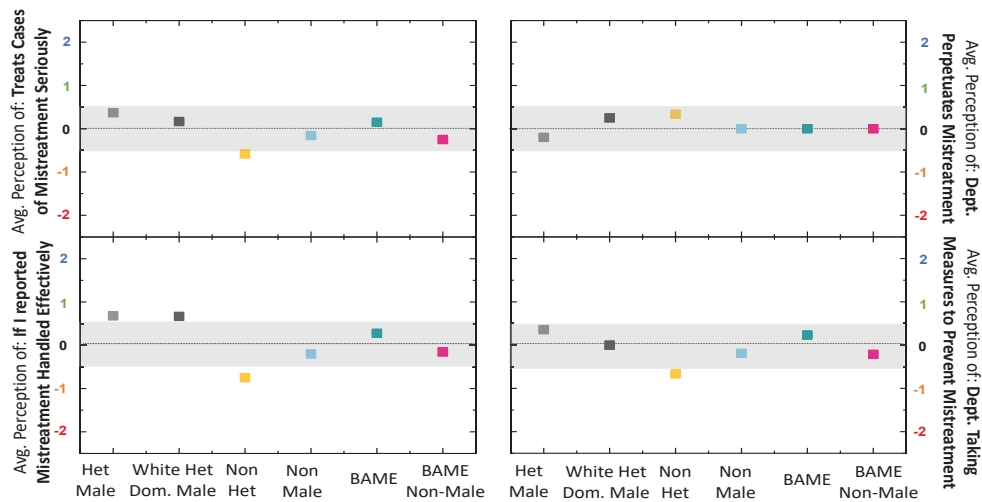 Avg. Perception of: Treats Cases
of Mistreatment Seriously
2
1
0
-1
-2
2
1
0
-1
-2
Avg. Perception of: Dept.
Perpetuates Mistreatment
Avg. Perception of: If I reported
Mistreatment Handled Effectively
2
1
0
-1
-2
2
1
0
-1
-2
Avg. Perception of: Dept. Taking
Measures to Prevent Mistreatment
Het
Male
White Het
Dom. Male
Non
Het
Non
Male
BAME
BAME
Non-Male
Het
Male
White Het
Dom. Male
Non
Het
Non
Male
BAME
BAME
Non-Male